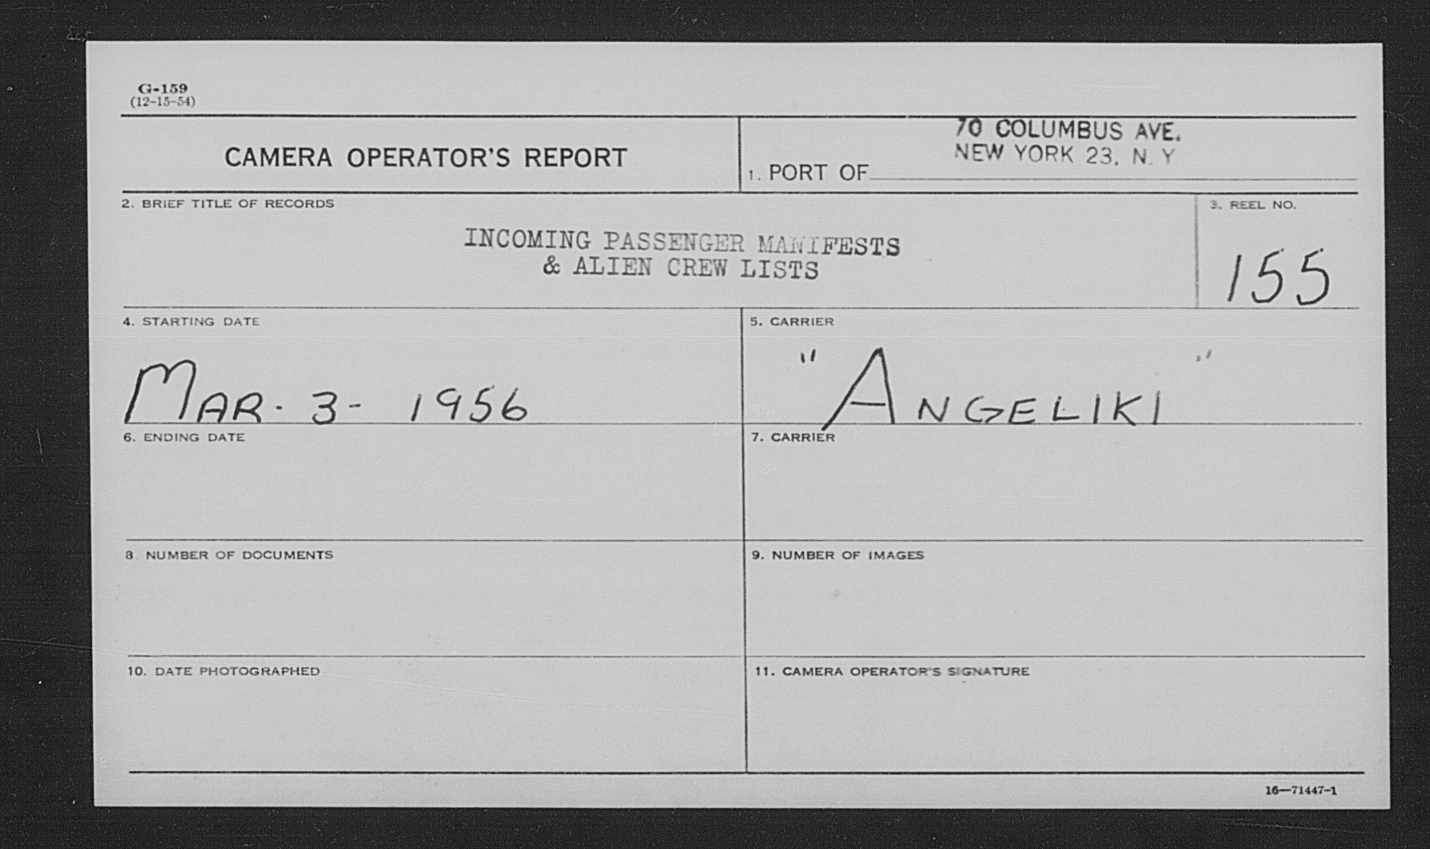 G-159
(12-15-54)
CAMERA OPERATOR'S REPORT
70 COLUMBUS AVE.
NEW YORK 23, N. Y
1. PORT OF
2. BRIEF TITLE OF RECORDS
3. REEL NO.
INCOMING PASSENGER MANIFESTS
& ALIEN CREW LISTS
155
4. STARTING DATE
5. CARRIER
MAR. 3 - 1956
"ANGELIKI"
6. ENDING DATE
7. CARRIER
8. NUMBER OF DOCUMENTS
9. NUMBER OF IMAGES
10. DATE PHOTOGRAPHED
11. CAMERA OPERATOR'S SIGNATURE
16—71447-1